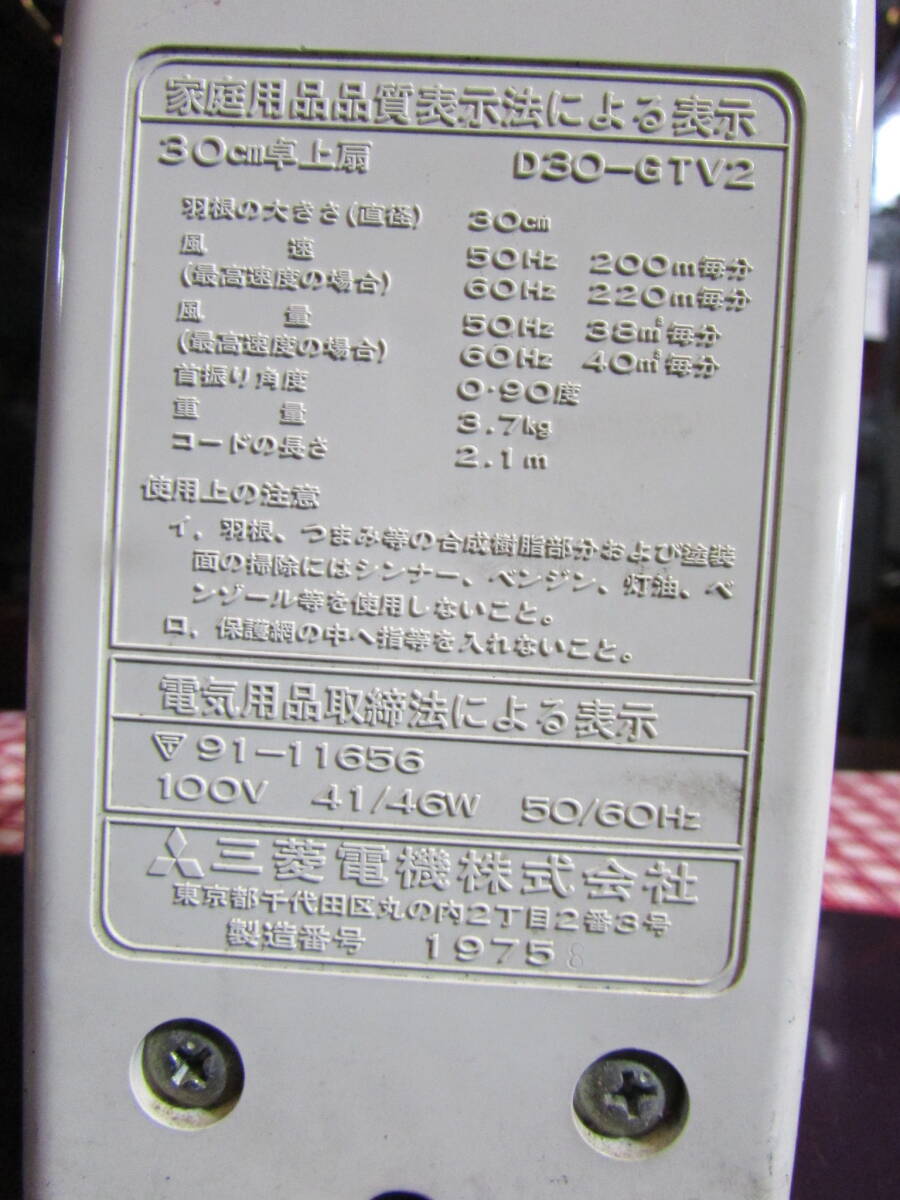 家庭用品品質表示法による表示
30cm卓上扇 D30-GTV2
羽根の大きさ(直径) 30cm
風速 50Hz 200m毎分
(最高速度の場合) 60Hz 220m毎分
風量 50Hz 38m³毎分
(最高速度の場合) 60Hz 40m³毎分
首振り角度 0・90度
重量 3.7kg
コードの長さ 2.1m
使用上の注意
イ. 羽根、つまみ等の合成樹脂部分および塗装
面の掃除にはシンナー、ベンジン、灯油、ベ
ンゾール等を使用しないこと。
ロ. 保護網の中へ指等を入れないこと。
電気用品取締法による表示
91-11656
100V 41/46W 50/60Hz
三菱電機株式会社
東京都千代田区丸の内2丁目2番3号
製造番号 1975 8